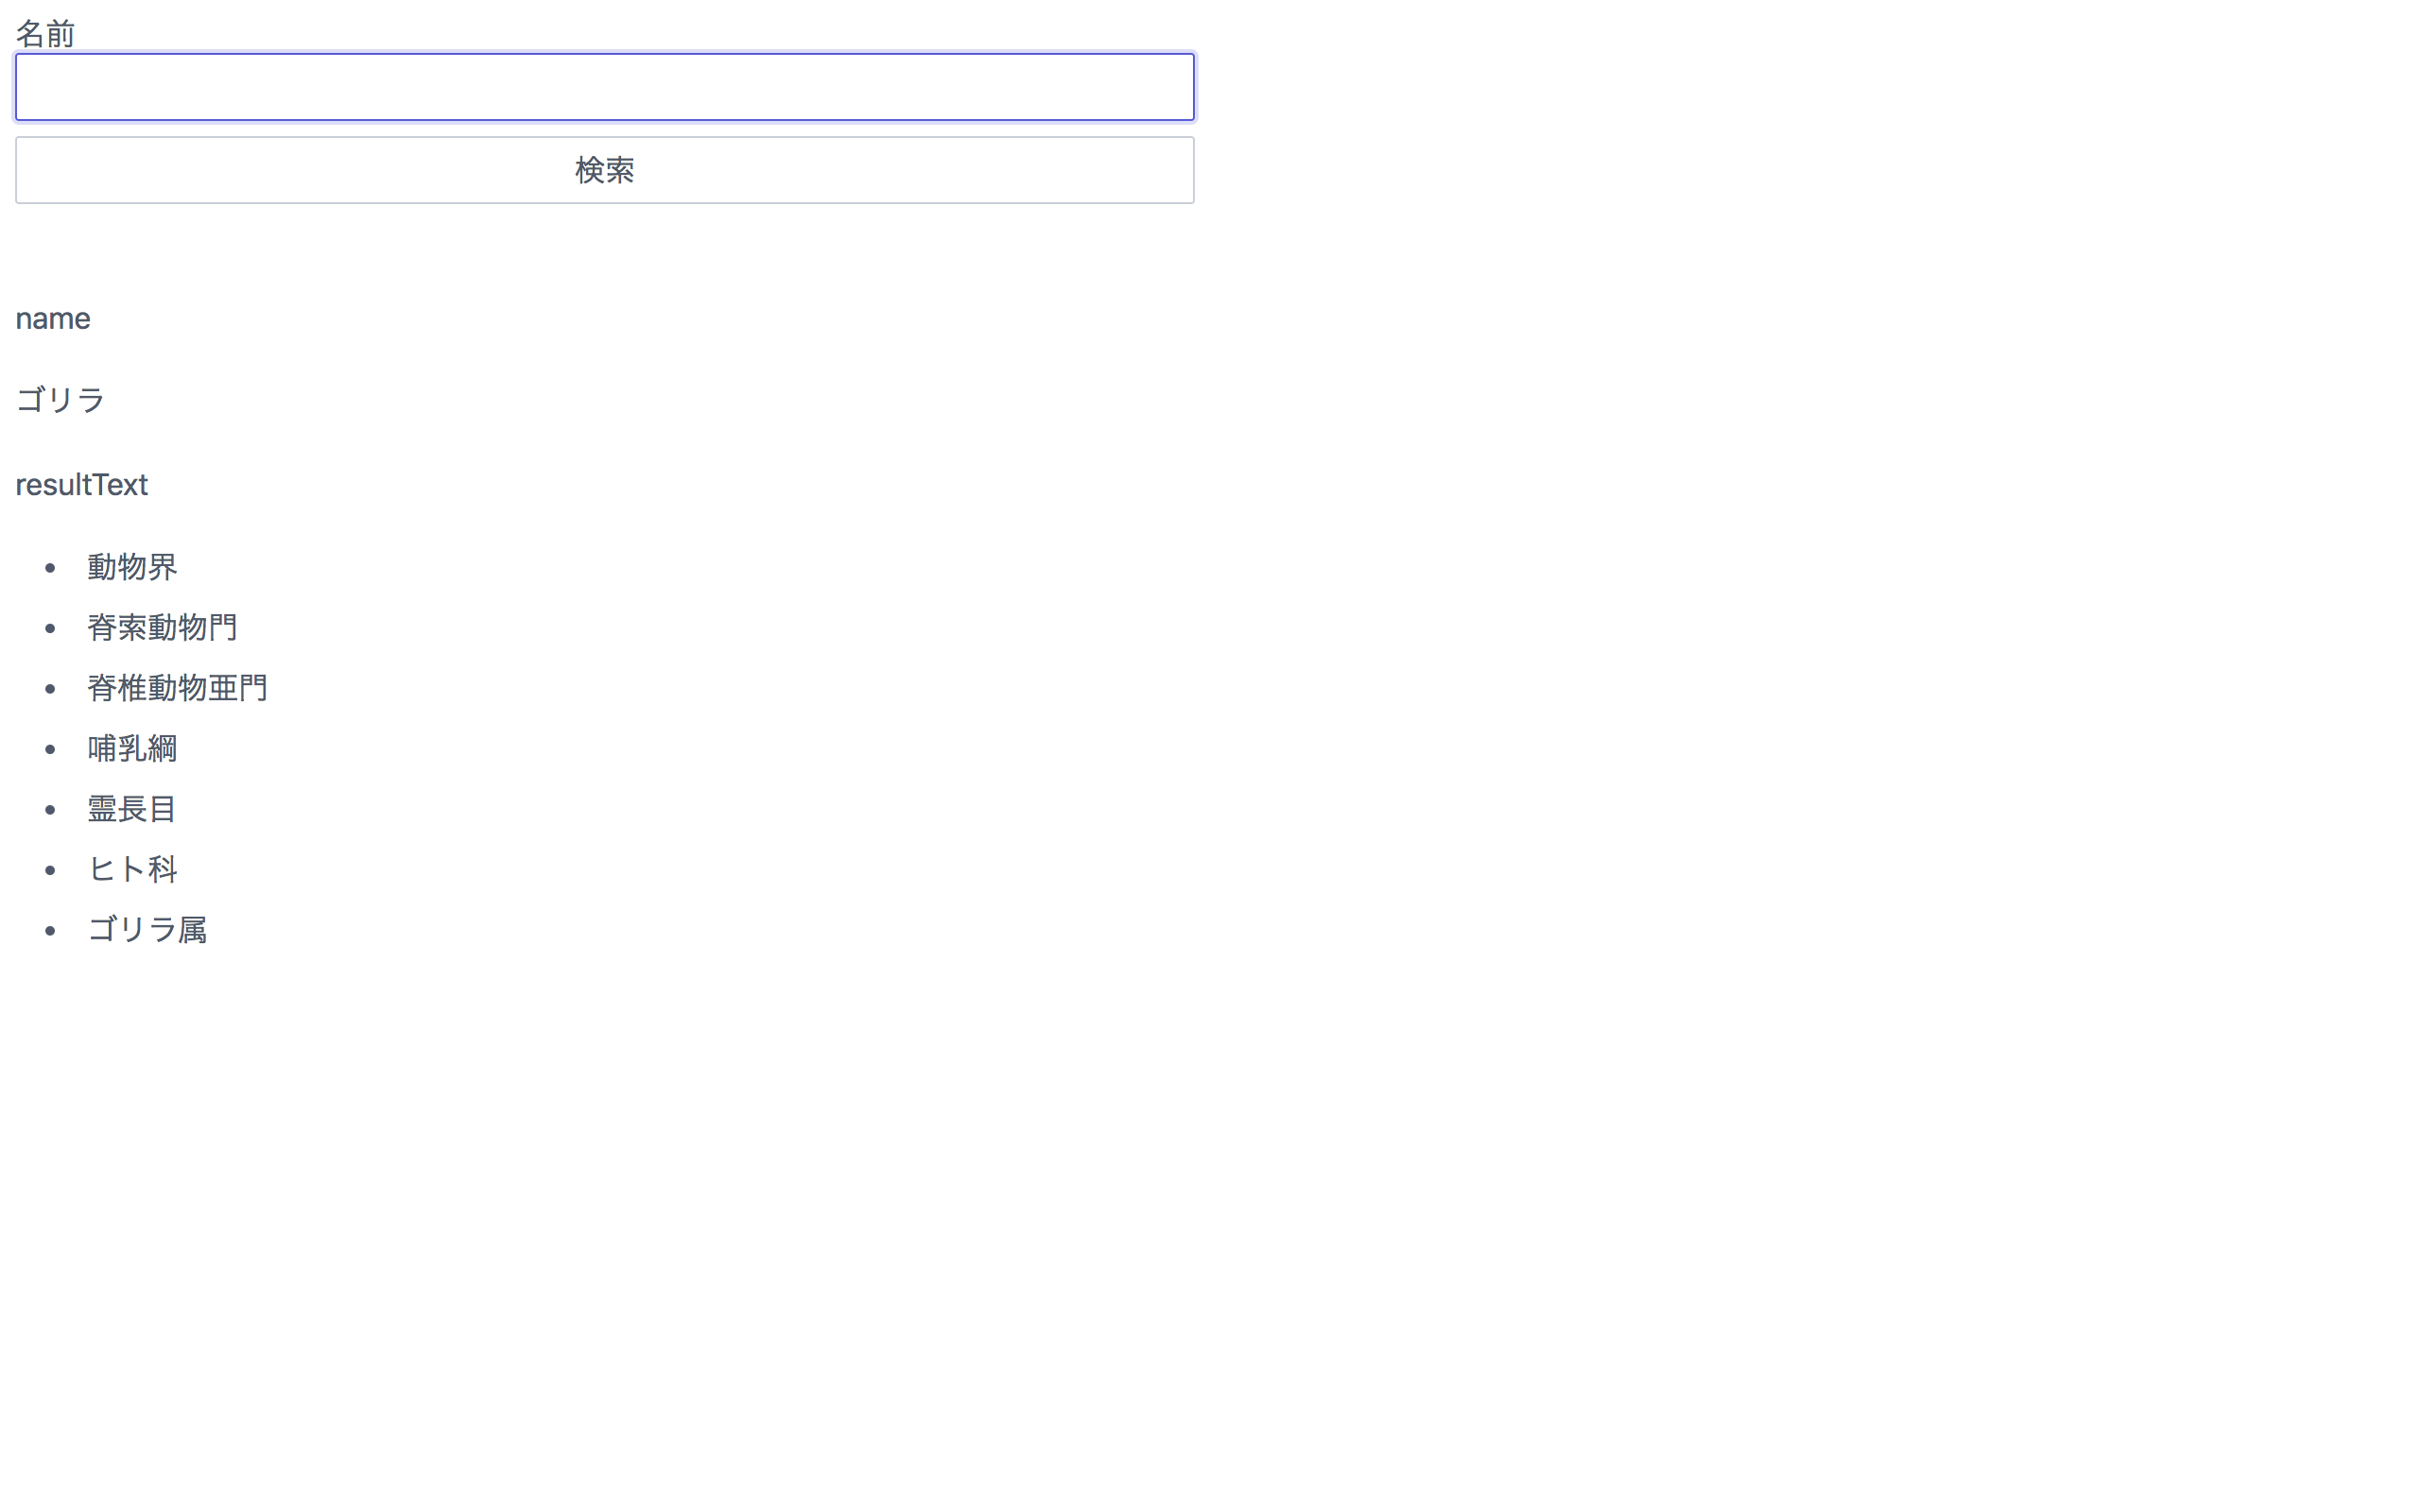 名前
検索
name
ゴリラ
resultText
動物界
脊索動物門
脊椎動物亜門
哺乳綱
霊長目
ヒト科
ゴリラ属